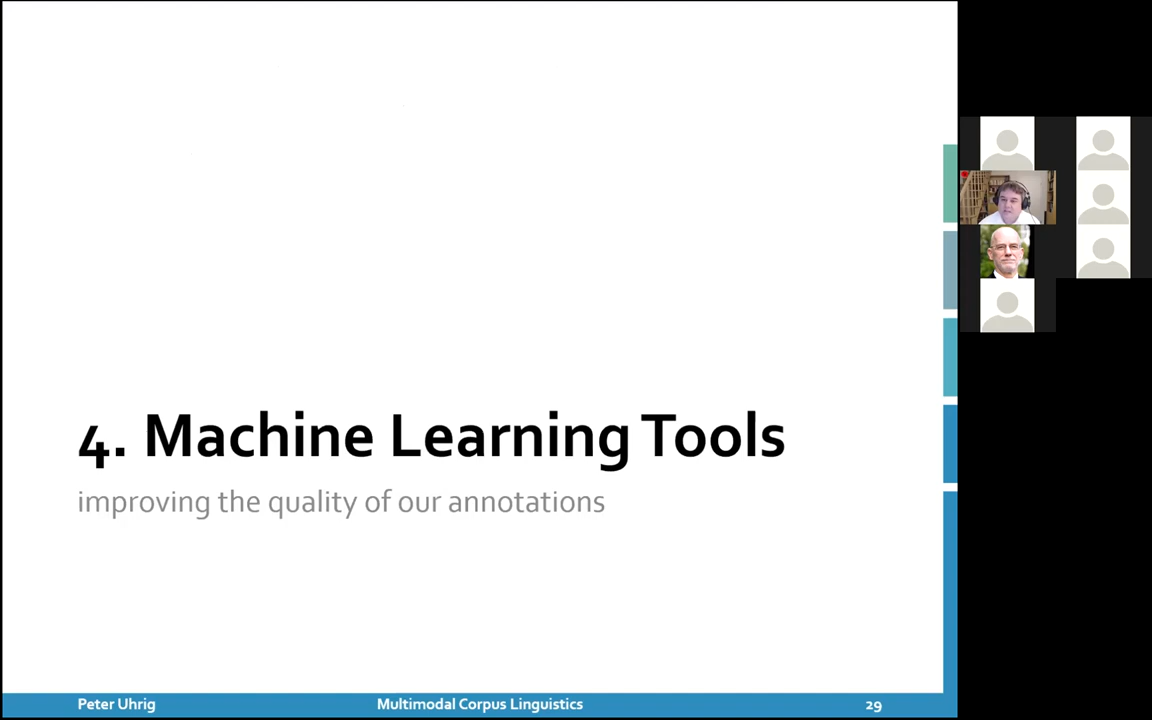 4. Machine Learning Tools
improving the quality of our annotations
Peter Uhrig
Multimodal Corpus Linguistics
29